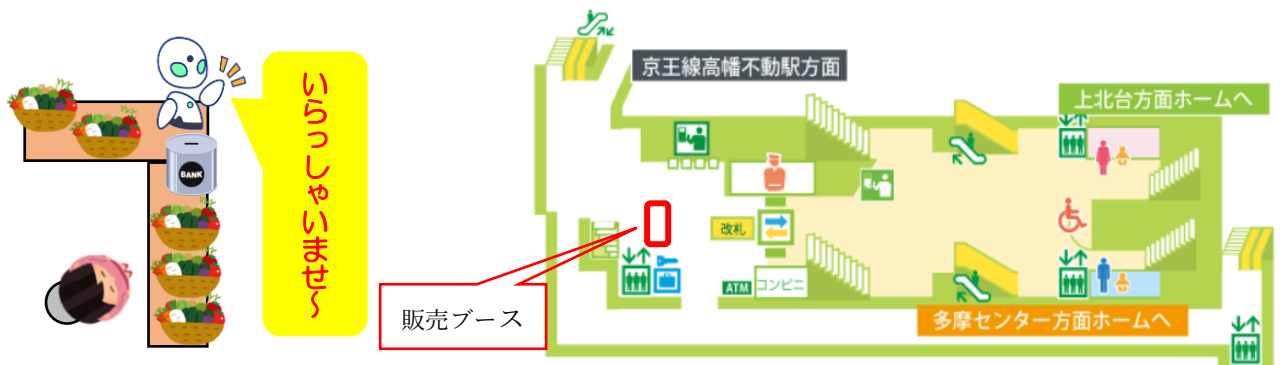 いらっしゃいませ～
BANK
京王線高幡不動駅方面
上北台方面ホームへ
改札
ATM
コンビニ
販売ブース
多摩センター方面ホームへ